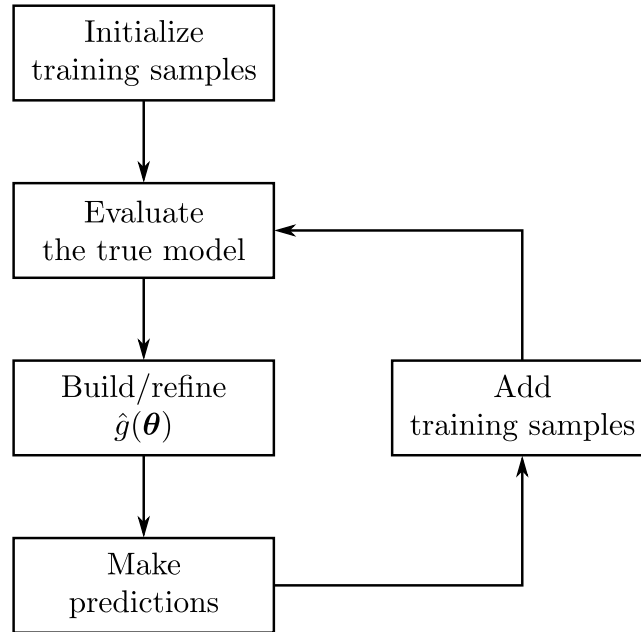 Initialize
training samples
Evaluate
the true model
Build/refine
ĝ(𝜽)
Add
training samples
Make
predictions